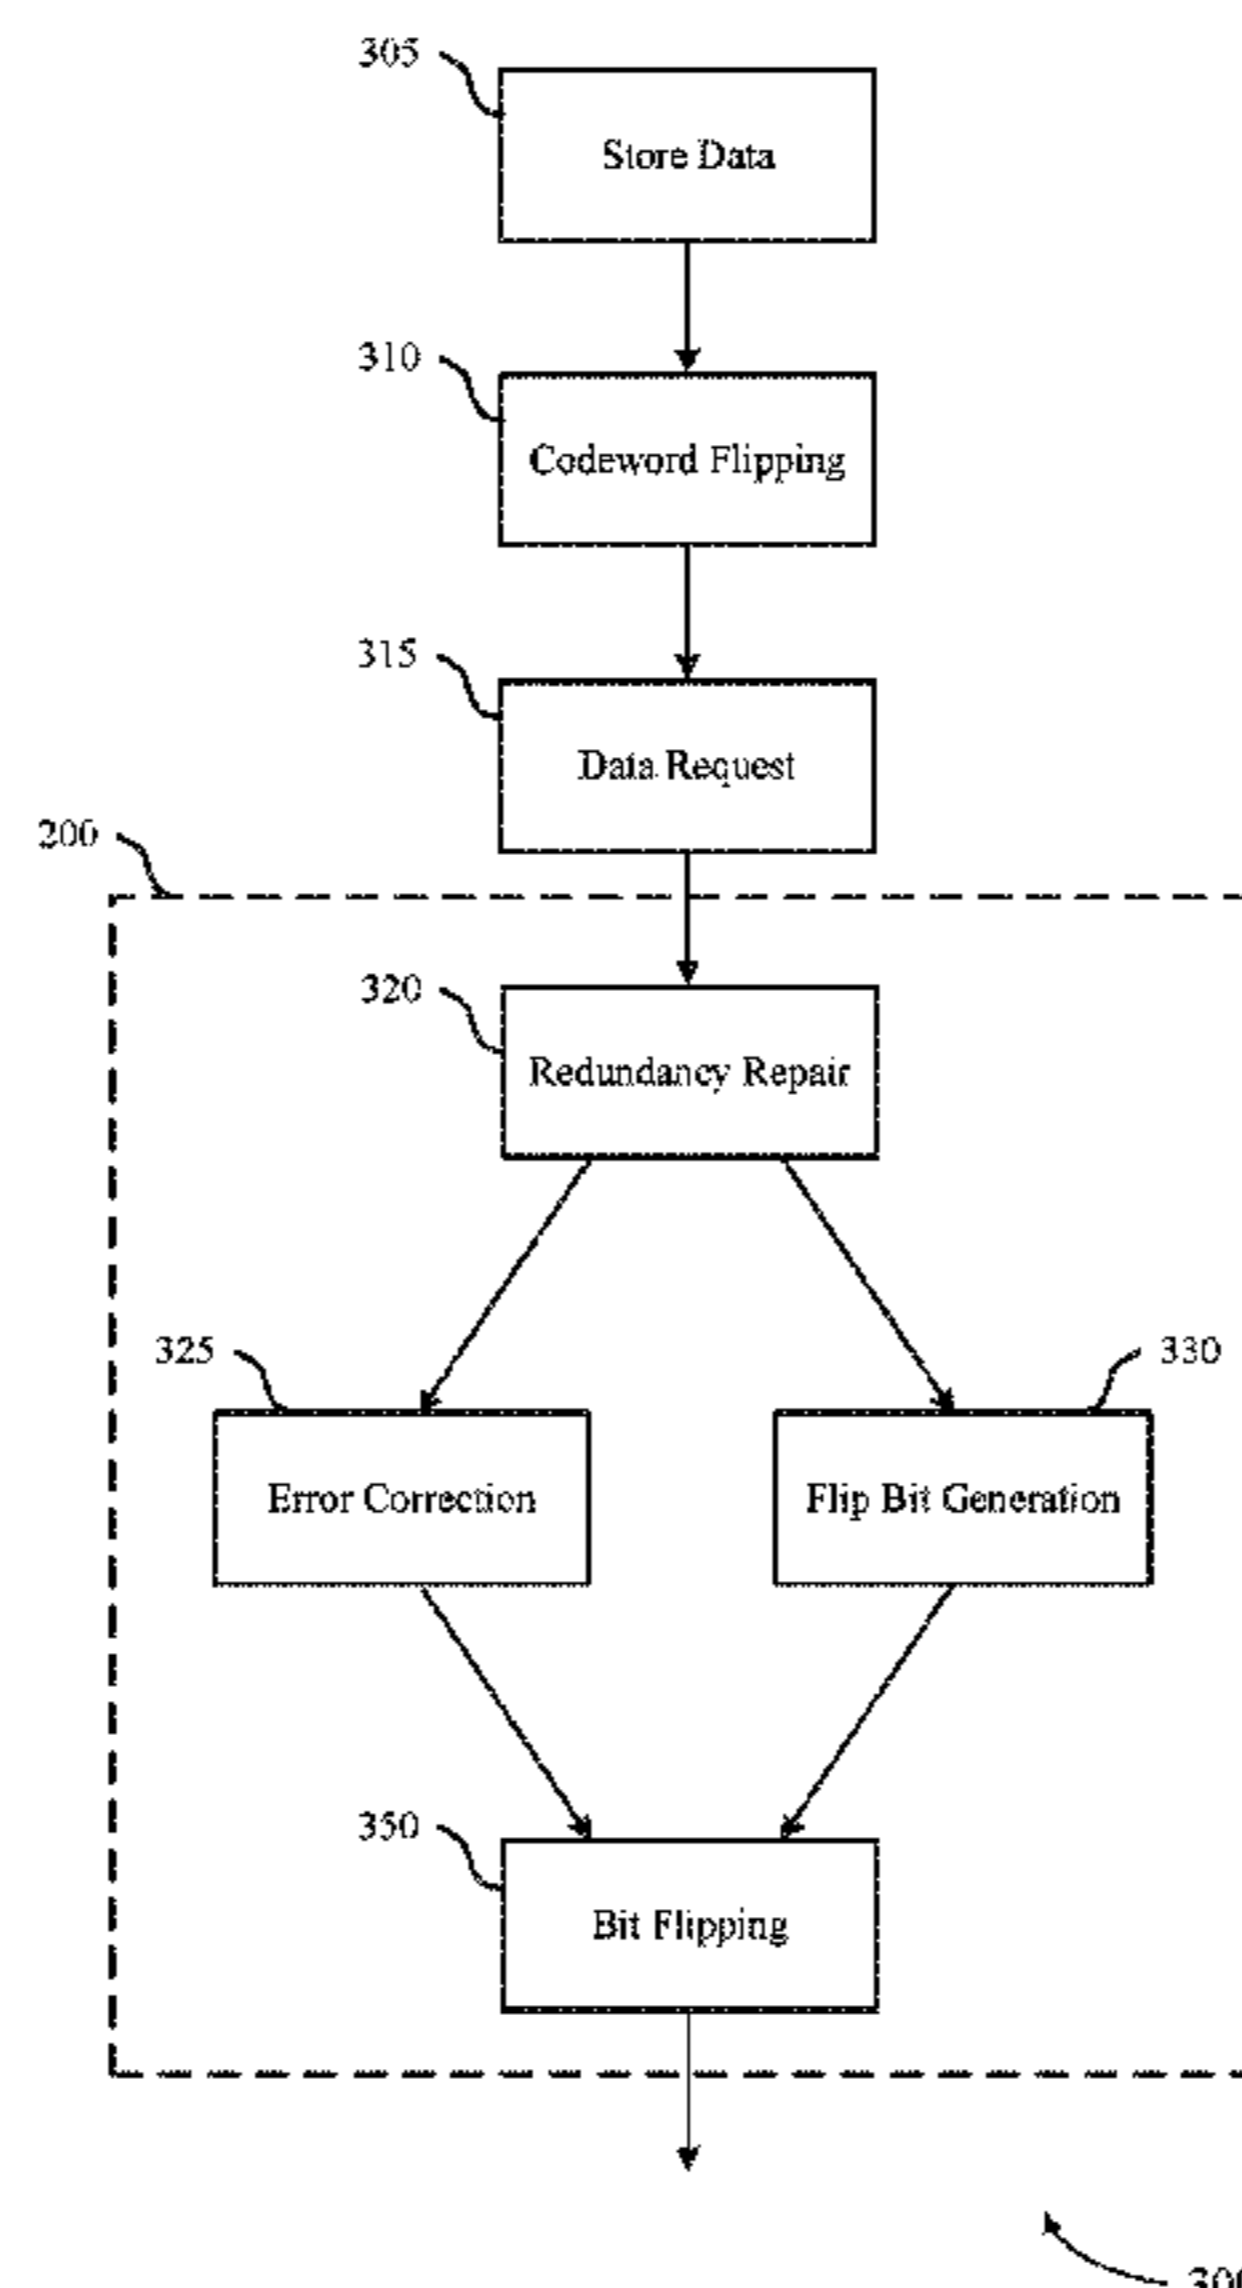 305
Store Data
310
Codeword Flipping
315
Data Request
200
320
Redundancy Repair
325
330
Error Correction
Flip Bit Generation
350
Bit Flipping